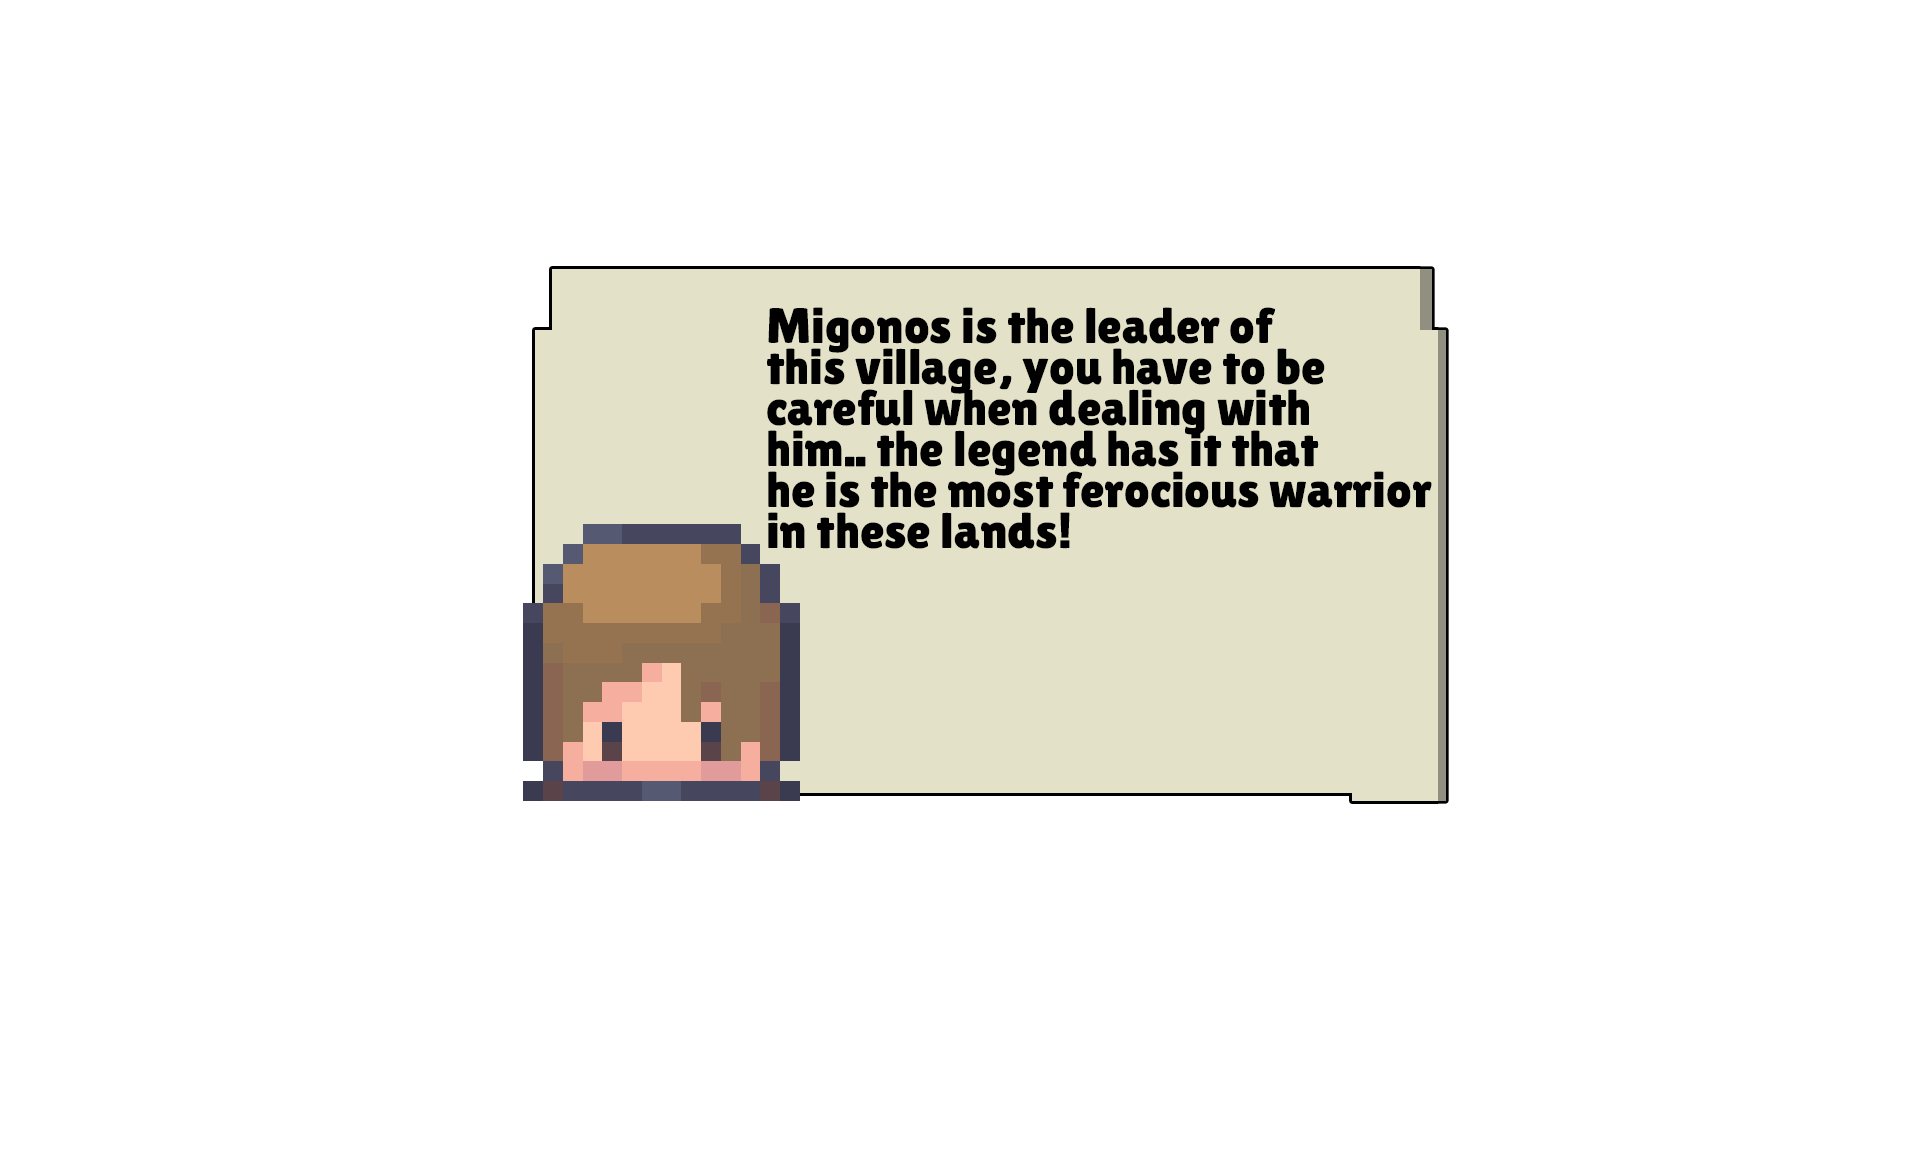 Migonos is the leader of
this village, you have to be
careful when dealing with
him.. the legend has it that
he is the most ferocious warrior
in these lands!